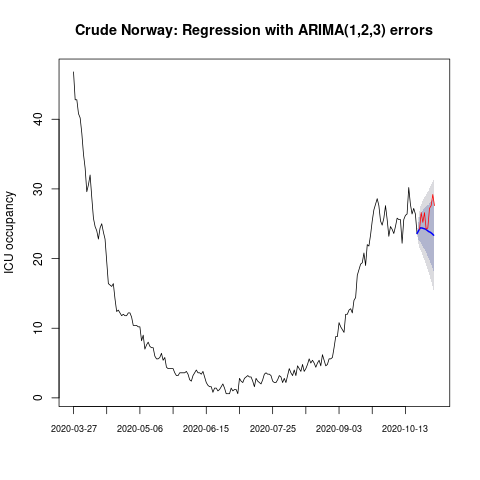 Crude Norway: Regression with ARIMA(1,2,3) errors
ICU occupancy
40
30
20
10
0
2020-03-27 2020-05-06 2020-06-15 2020-07-25 2020-09-03 2020-10-13